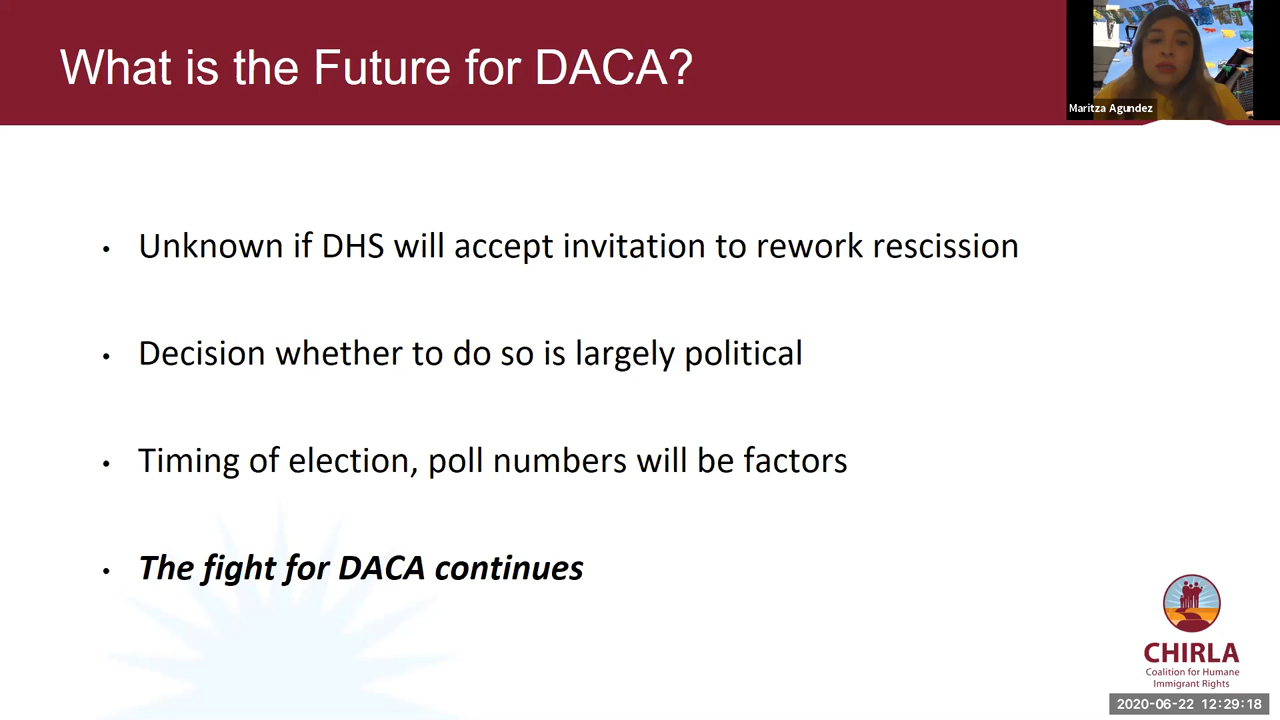 What is the Future for DACA?
Maritza Agundez
• Unknown if DHS will accept invitation to rework rescission
• Decision whether to do so is largely political
• Timing of election, poll numbers will be factors
• The fight for DACA continues
CHIRLA
Coalition for Humane
Immigrant Rights
2020-06-22 12:29:18